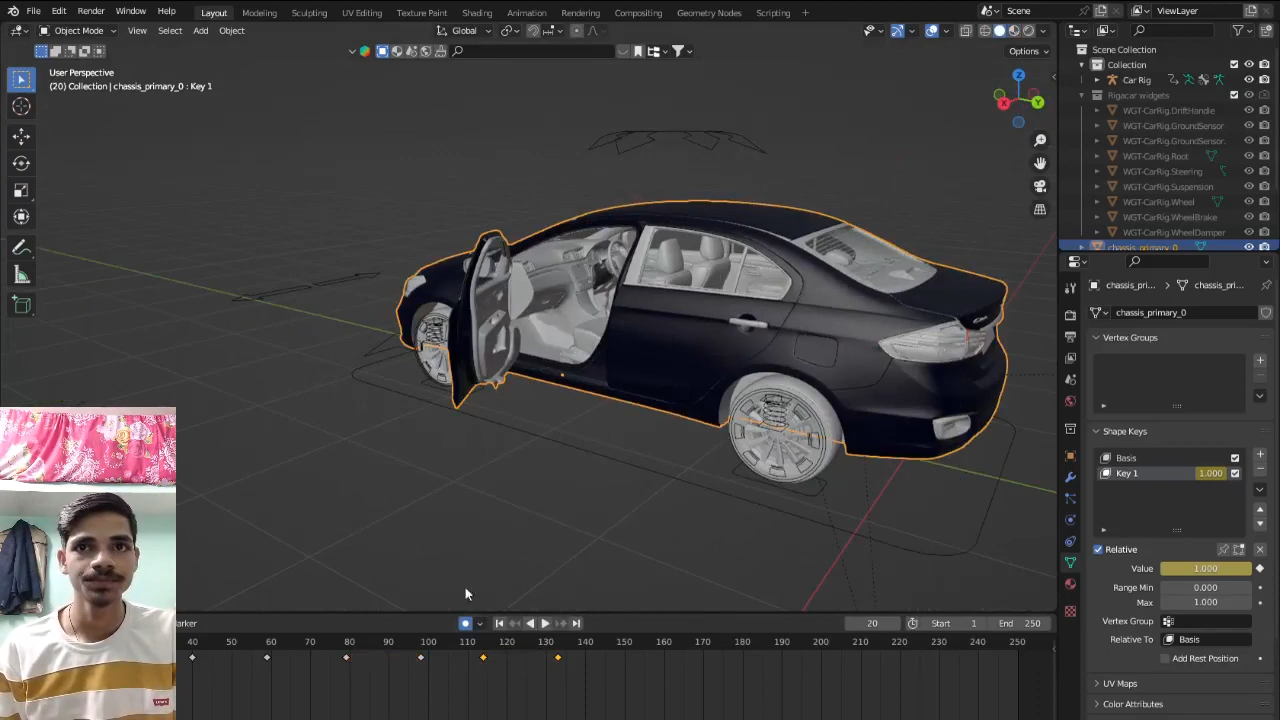 File Edit Render Window Help Layout Modeling Sculpting UV Editing Texture Paint Shading Animation Rendering Compositing Geometry Nodes Scripting + Scene ViewLayer
Object Mode View Select Add Object Global
Options
User Perspective
(20) Collection | chassis_primary_0 : Key 1
Z
X Y
Scene Collection
Collection
Car Rig
Rigacar widgets
WGT-CarRig.DriftHandle
WGT-CarRig.GroundSensor
WGT-CarRig.GroundSensor.
WGT-CarRig.Root
WGT-CarRig.Steering
WGT-CarRig.Suspension
WGT-CarRig.Wheel
WGT-CarRig.WheelBrake
WGT-CarRig.WheelDamper
chassis_primary_0
chassis_pri... chassis_pri...
chassis_primary_0
Vertex Groups
Shape Keys
Basis
Key 1 1.000
Relative
Value 1.000
Range Min 0.000
Max 1.000
Vertex Group
Relative To Basis
Add Rest Position
UV Maps
Color Attributes
arker 20 Start 1 End 250
40 50 60 70 80 90 100 110 120 130 140 150 160 170 180 190 200 210 220 230 240 250